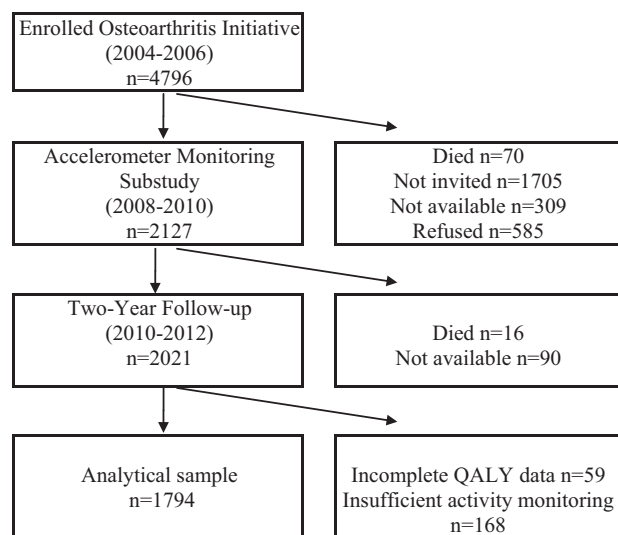 Enrolled Osteoarthritis Initiative
(2004-2006)
n=4796
Accelerometer Monitoring
Substudy
(2008-2010)
n=2127
Died n=70
Not invited n=1705
Not available n=309
Refused n=585
Two-Year Follow-up
(2010-2012)
n=2021
Died n=16
Not available n=90
Analytical sample
n=1794
Incomplete QALY data n=59
Insufficient activity monitoring
n=168